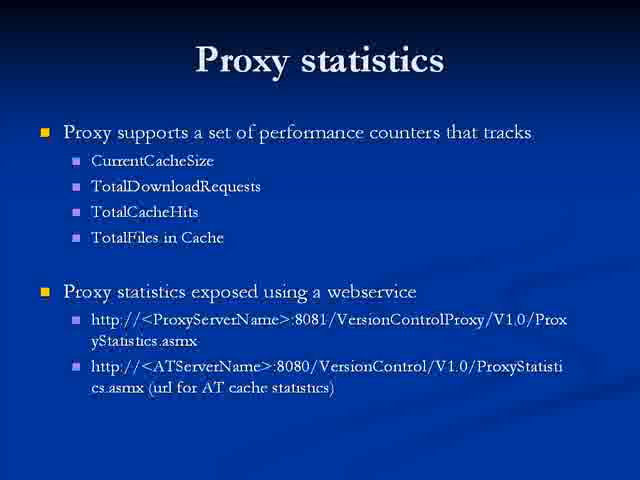 Proxy statistics
Proxy supports a set of performance counters that tracks
CurrentCacheSize
TotalDownloadRequests
TotalCacheHits
TotalFiles in Cache
Proxy statistics exposed using a webservice
http://<ProxyServerName>:8081/VersionControlProxy/V1.0/Prox
yStatistics.asmx
http://<ATServerName>:8080/VersionControl/V1.0/ProxyStatisti
cs.asmx (url for AT cache statistics)